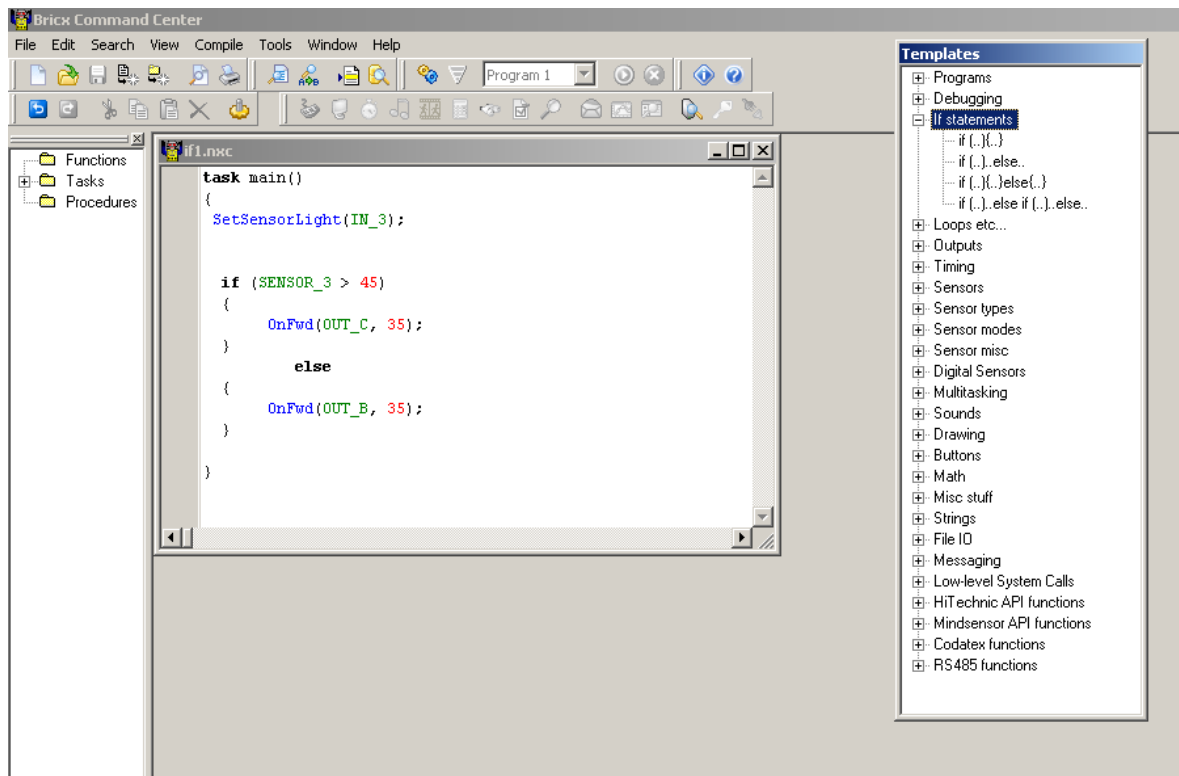 Bricx Command Center
File Edit Search View Compile Tools Window Help
Program 1
Functions
Tasks
Procedures
if1.nxc
task main()
{
SetSensorLight(IN_3);
if (SENSOR_3 > 45)
{
OnFwd(OUT_C, 35);
}
else
{
OnFwd(OUT_B, 35);
}
}
Templates
Programs
Debugging
If statements
if (..){..}
if (..)..else..
if (..){..}else{..}
if (..)..else if (..)..else..
Loops etc...
Outputs
Timing
Sensors
Sensor types
Sensor modes
Sensor misc
Digital Sensors
Multitasking
Sounds
Drawing
Buttons
Math
Misc stuff
Strings
File IO
Messaging
Low-level System Calls
HiTechnic API functions
Mindsensor API functions
Codatex functions
RS485 functions